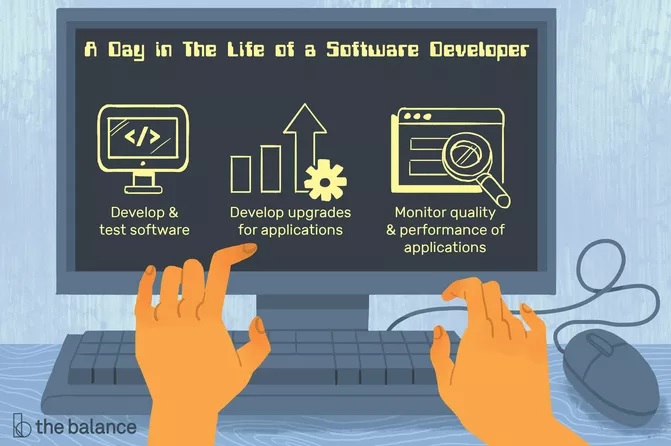 A Day in The Life of a Software Developer
</>
Develop &
test software
Develop upgrades
for applications
Monitor quality
& performance of
applications
the balance